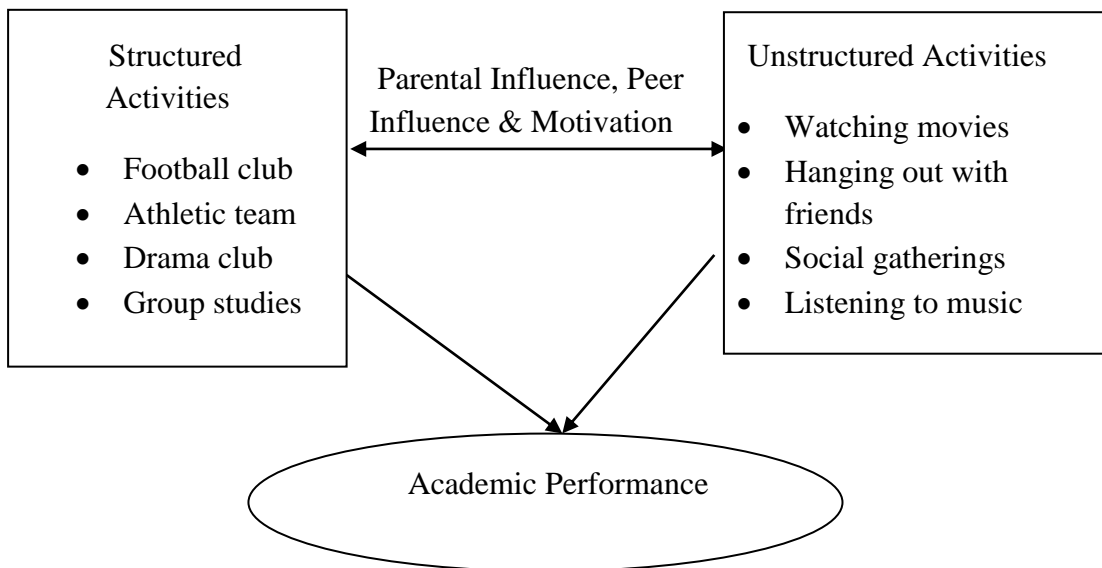 Structured
Activities
• Football club
• Athletic team
• Drama club
• Group studies
Parental Influence, Peer
Influence & Motivation
Unstructured Activities
• Watching movies
• Hanging out with
friends
• Social gatherings
• Listening to music
Academic Performance